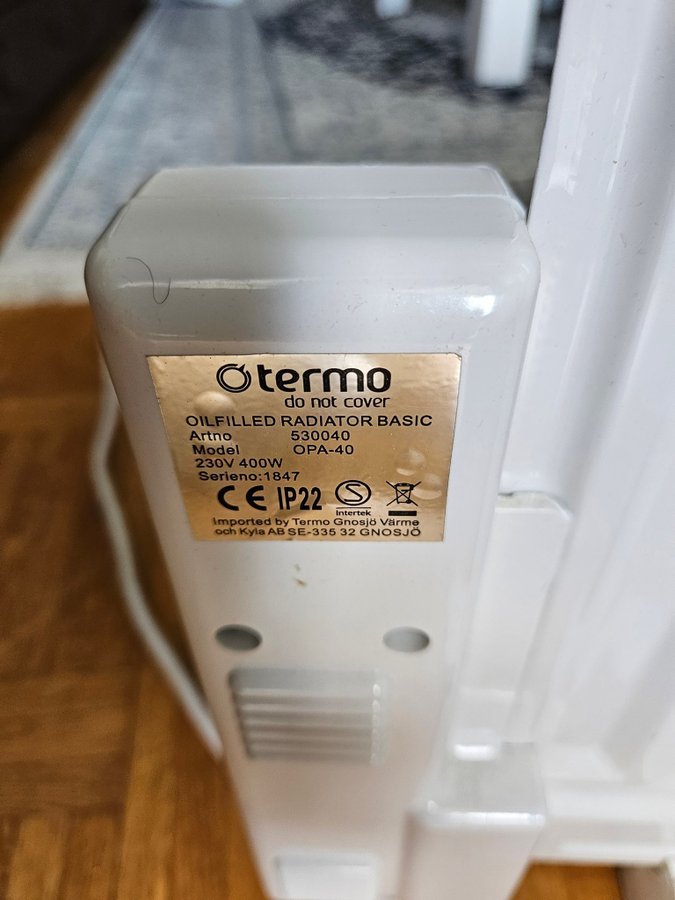 termo
do not cover
OILFILLED RADIATOR BASIC
Artno 530040
Model OPA-40
230V 400W
Serieno:1847
CE IP22 S
Intertek
Imported by Termo Gnosjö Värme
och Kyla AB SE-335 32 GNOSJÖ